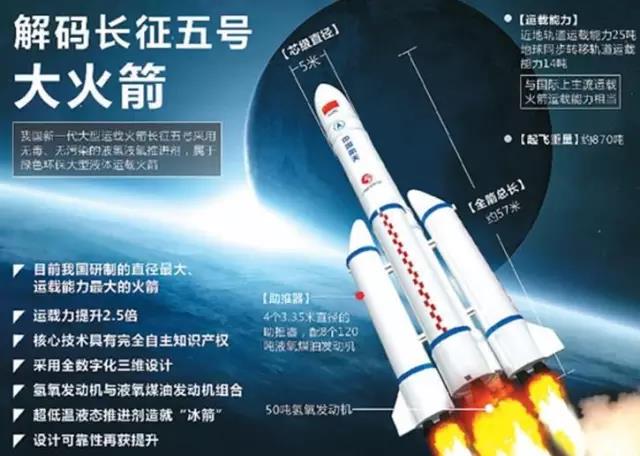 解码长征五号
大火箭
我国新一代大型运载火箭长征五号采用
无毒、无污染的液氢液氧推进剂，属于
绿色环保大型液体运载火箭
目前我国研制的直径最大、
运载能力最大的火箭
运载力提升2.5倍
核心技术具有完全自主知识产权
采用全数字化三维设计
氢氧发动机与液氧煤油发动机组合
超低温液态推进剂造就“冰箭”
设计可靠性再获提升
【芯级直径】
5米
【全箭总长】
约57米
中国航天
【助推器】
4个3.35米直径的
助推器，配8个120
吨液氧煤油发动机
50吨氢氧发动机
【运载能力】
近地轨道运载能力25吨
地球同步转移轨道运载
能力14吨
与国际上主流运载
火箭运载能力相当
【起飞重量】约870吨